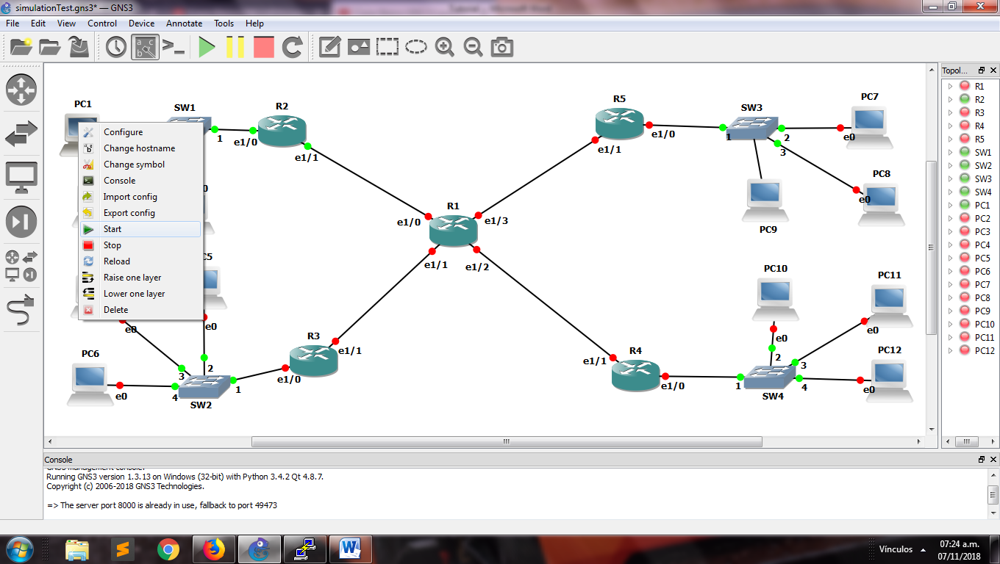 simulationTest.gns3* — GNS3
File Edit View Control Device Annotate Tools Help
Topol...
PC1
SW1
1
e1/0
R2
e1/1
R5
e1/0
e1/1
SW3
1
2
3
PC7
e0
PC8
e0
PC9
Configure
Change hostname
Change symbol
Console
Import config
Export config
Start
Stop
Reload
Raise one layer
Lower one layer
Delete
R1
e1/0
e1/3
e1/1
e1/2
e0
e0
PC6
e0
3
2
4
1
SW2
R3
e1/1
e1/0
R4
e1/1
e1/0
PC10
e0
PC11
e0
PC12
e0
2
3
1
4
SW4
R1
R2
R3
R4
R5
SW1
SW2
SW3
SW4
PC1
PC2
PC3
PC4
PC5
PC6
PC7
PC8
PC9
PC10
PC11
PC12
Console
GNS3 management console.
Running GNS3 version 1.3.13 on Windows (32-bit) with Python 3.4.2 Qt 4.8.7.
Copyright (c) 2006-2018 GNS3 Technologies.
=> The server port 8000 is already in use, fallback to port 49473
Vínculos
07:24 a.m.
07/11/2018